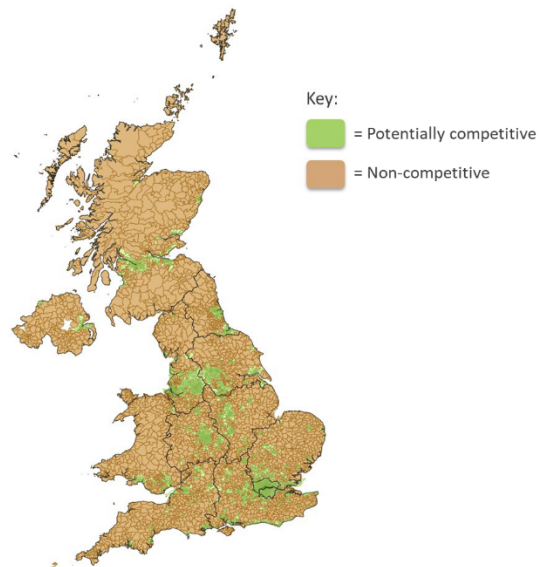 Key:
= Potentially competitive
= Non-competitive